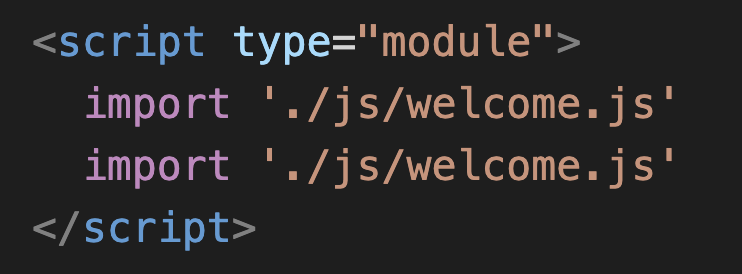 <script type="module">
  import './js/welcome.js'
  import './js/welcome.js'
</script>